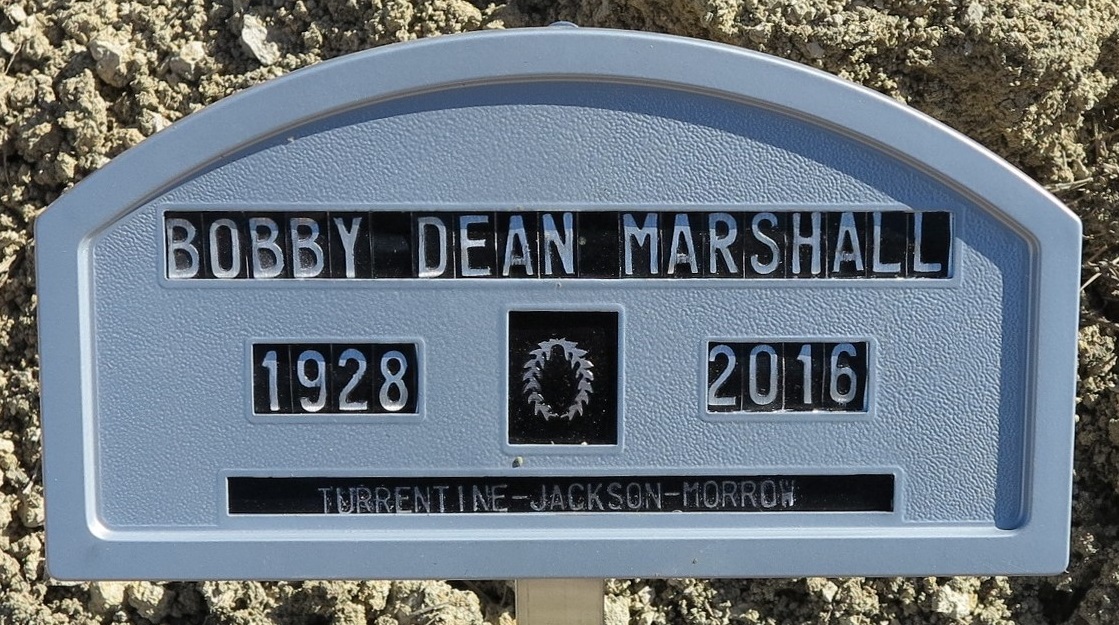 BOBBY DEAN MARSHALL
1928 2016
TURRENTINE-JACKSON-MORROW